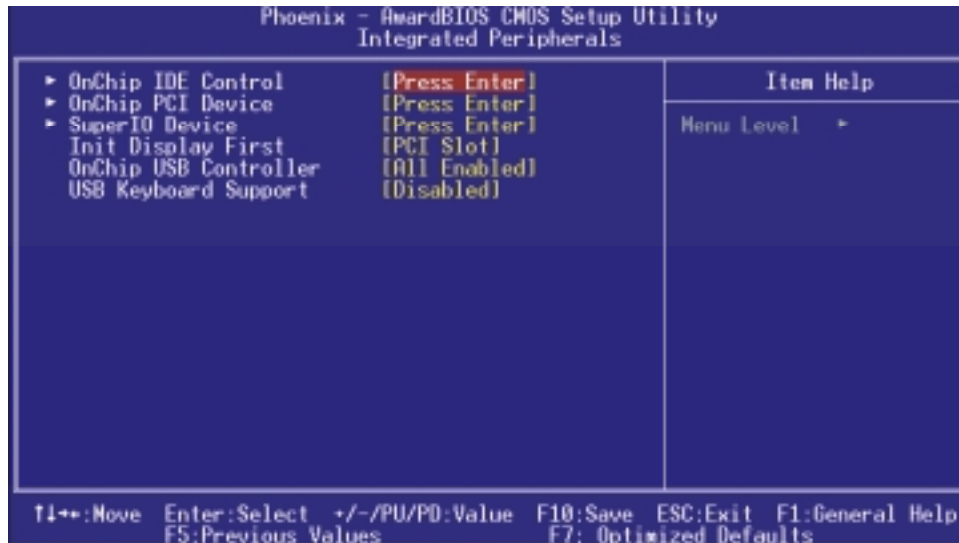 Phoenix - AwardBIOS CMOS Setup Utility
Integrated Peripherals
► OnChip IDE Control [Press Enter]
► OnChip PCI Device [Press Enter]
► SuperIO Device [Press Enter]
Init Display First [PCI Slot]
OnChip USB Controller [All Enabled]
USB Keyboard Support [Disabled]
Item Help
Menu Level ►
↑↓→←:Move Enter:Select +/-/PU/PD:Value F10:Save ESC:Exit F1:General Help
F5:Previous Values F7: Optimized Defaults